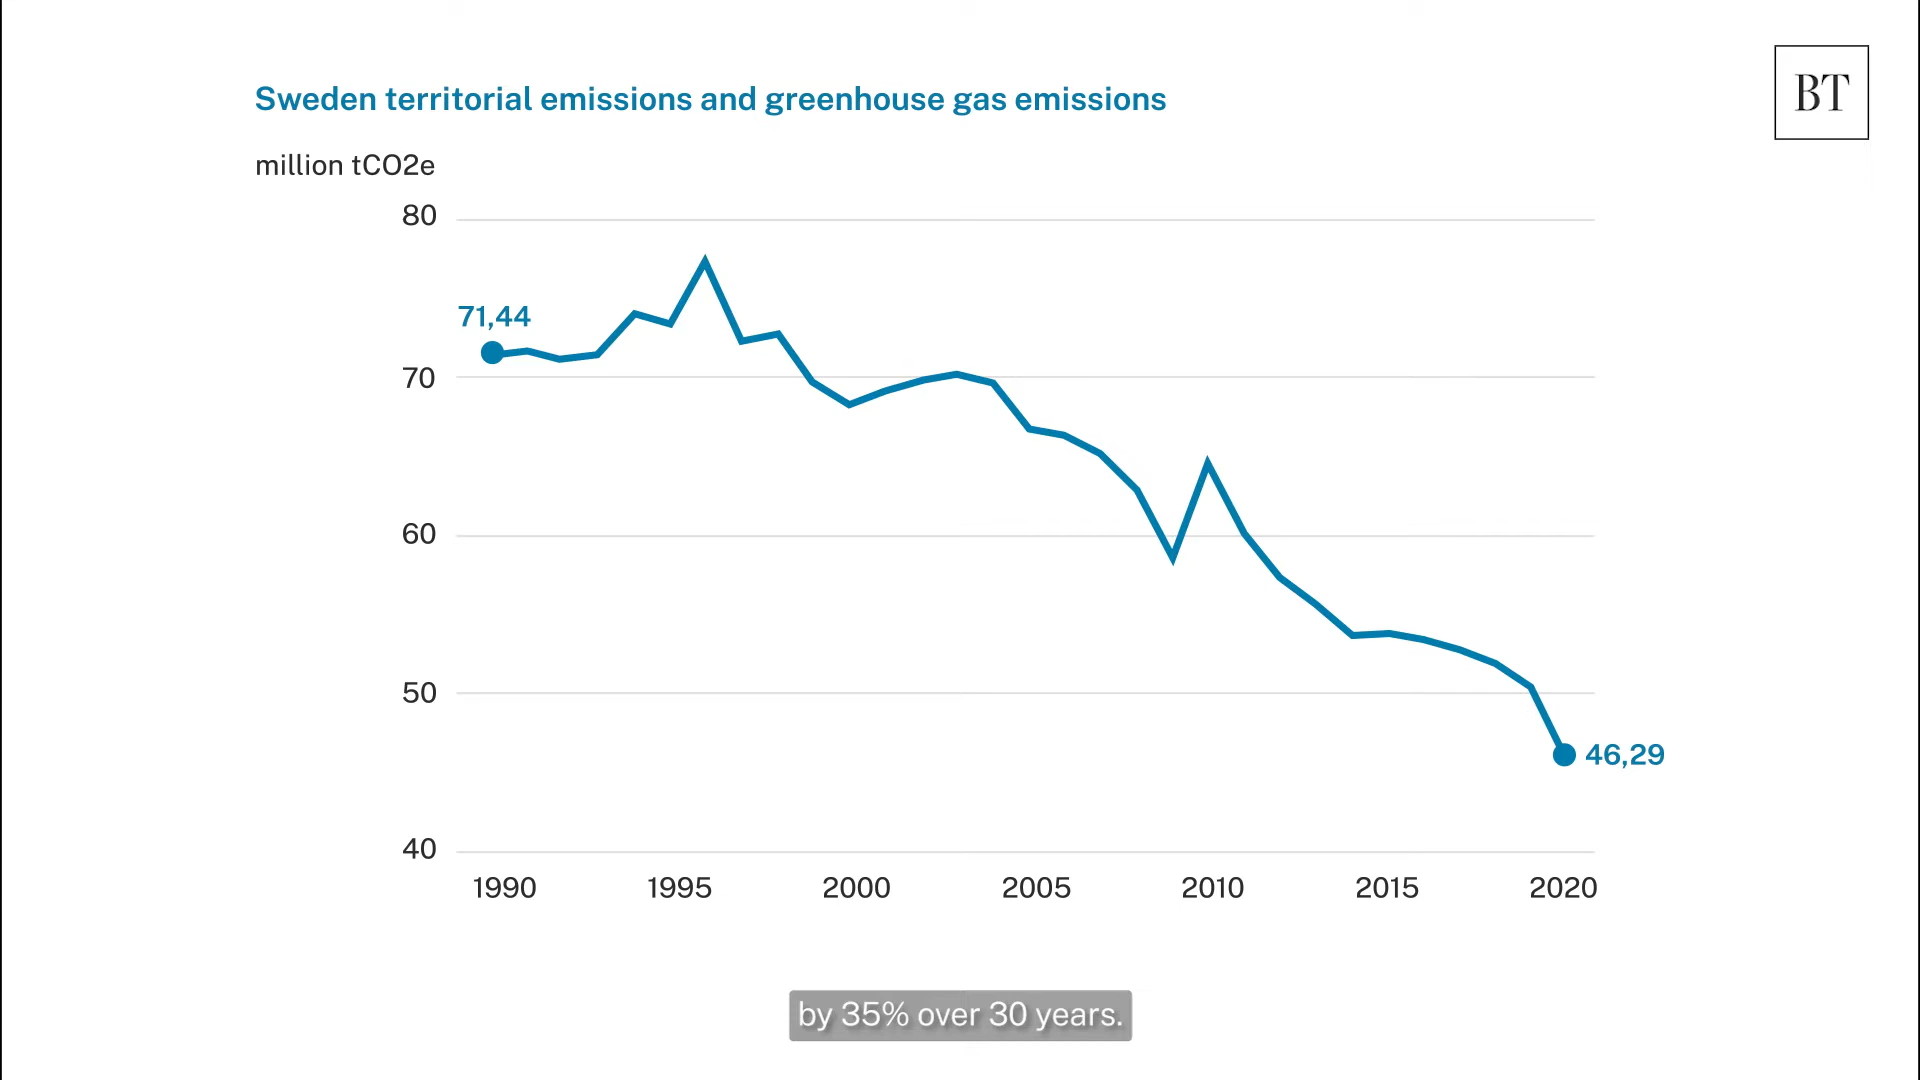 BT
Sweden territorial emissions and greenhouse gas emissions
million tCO2e
80
71,44
70
60
50
46,29
40
1990 1995 2000 2005 2010 2015 2020
by 35% over 30 years.